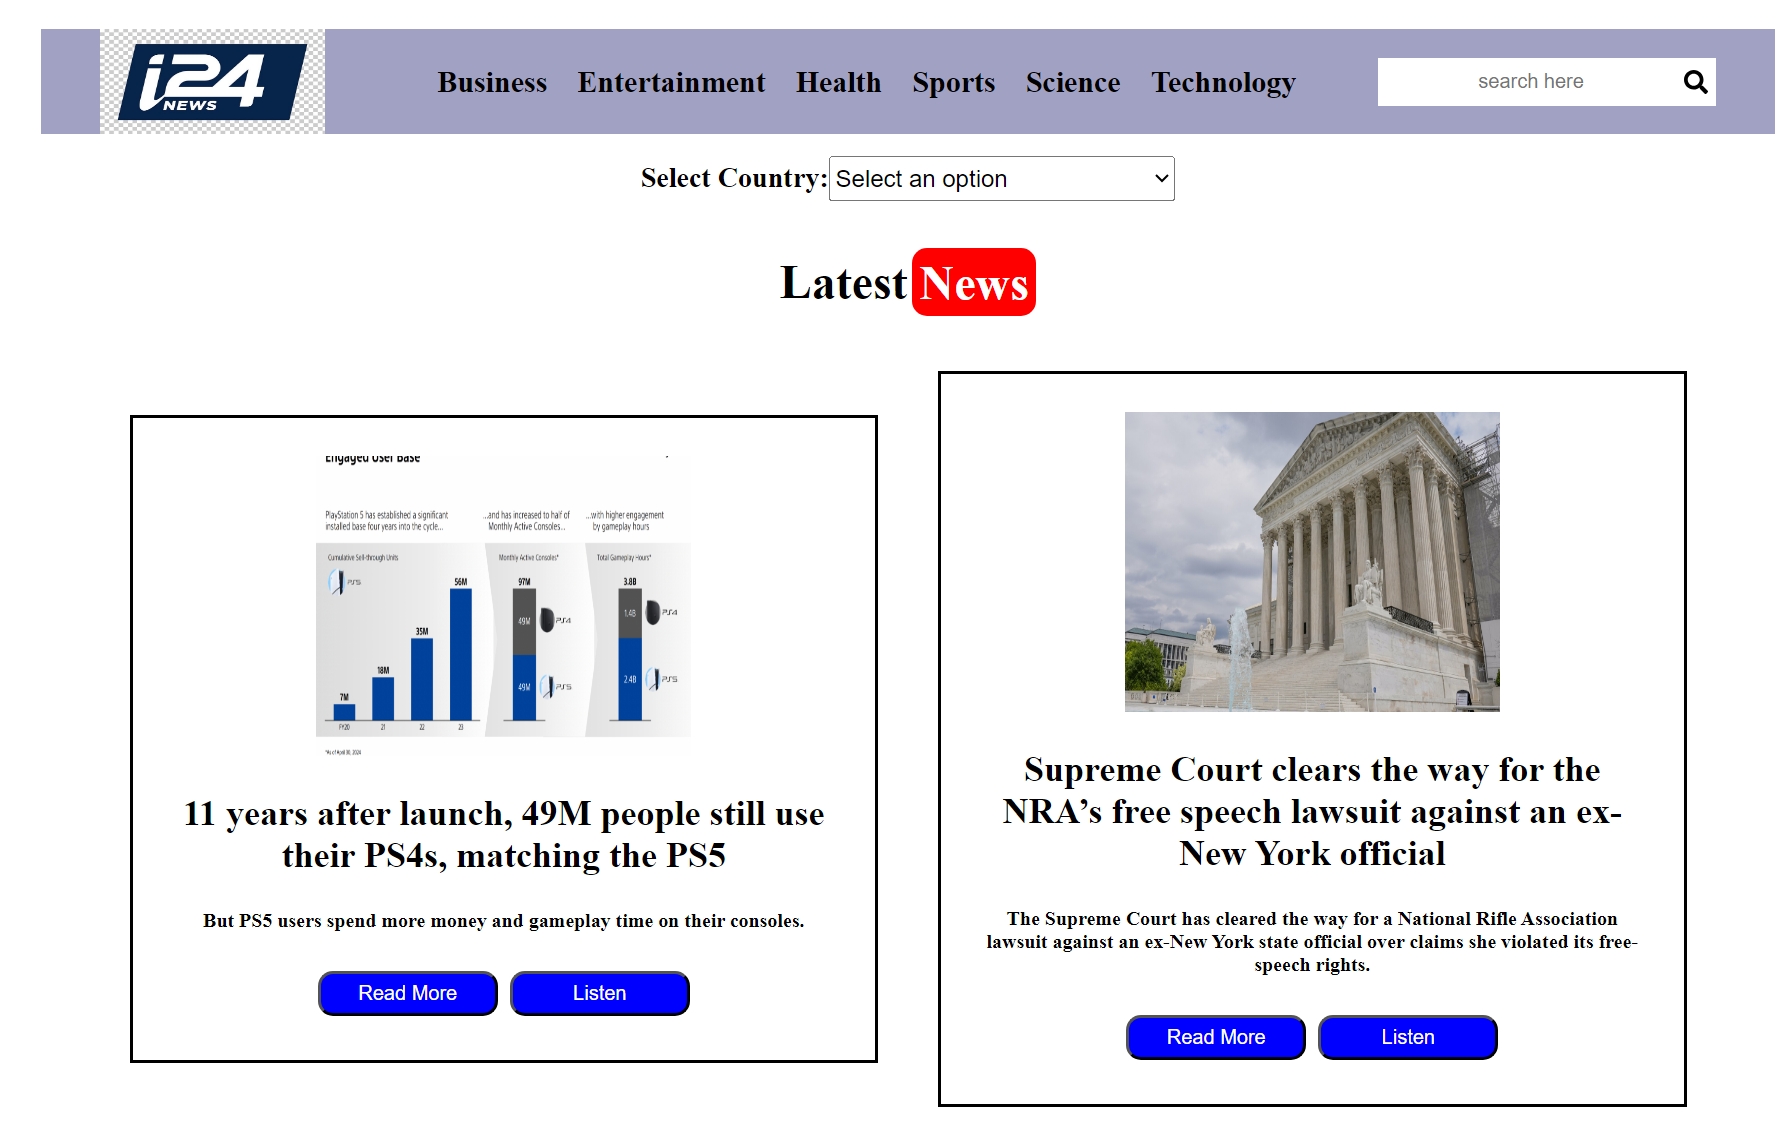 i24
NEWS
Business Entertainment Health Sports Science Technology
search here
Select Country: Select an option
Latest News
Engaged User Base
PlayStation 5 has established a significant
installed base four years into the cycle...
...and has increased to half of
Monthly Active Consoles...
...with higher engagement
by gameplay hours
Cumulative Sell-through Units
PS5
7M
18M
35M
56M
FY20 21 22 23
Monthly Active Consoles*
97M
49M PS4
49M PS5
Total Gameplay Hours*
3.8B
1.4B PS4
2.4B PS5
*As of April 30, 2024
11 years after launch, 49M people still use
their PS4s, matching the PS5
But PS5 users spend more money and gameplay time on their consoles.
Read More Listen
Supreme Court clears the way for the
NRA’s free speech lawsuit against an ex-
New York official
The Supreme Court has cleared the way for a National Rifle Association
lawsuit against an ex-New York state official over claims she violated its free-
speech rights.
Read More Listen